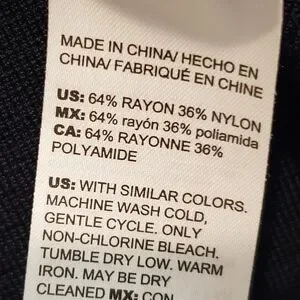 MADE IN CHINA/ HECHO EN
CHINA/ FABRIQUÉ EN CHINE
US: 64% RAYON 36% NYLON
MX: 64% rayón 36% poliamida
CA: 64% RAYONNE 36%
POLYAMIDE
US: WITH SIMILAR COLORS.
MACHINE WASH COLD,
GENTLE CYCLE. ONLY
NON-CHLORINE BLEACH.
TUMBLE DRY LOW. WARM
IRON. MAY BE DRY
CLEANED MX: CON